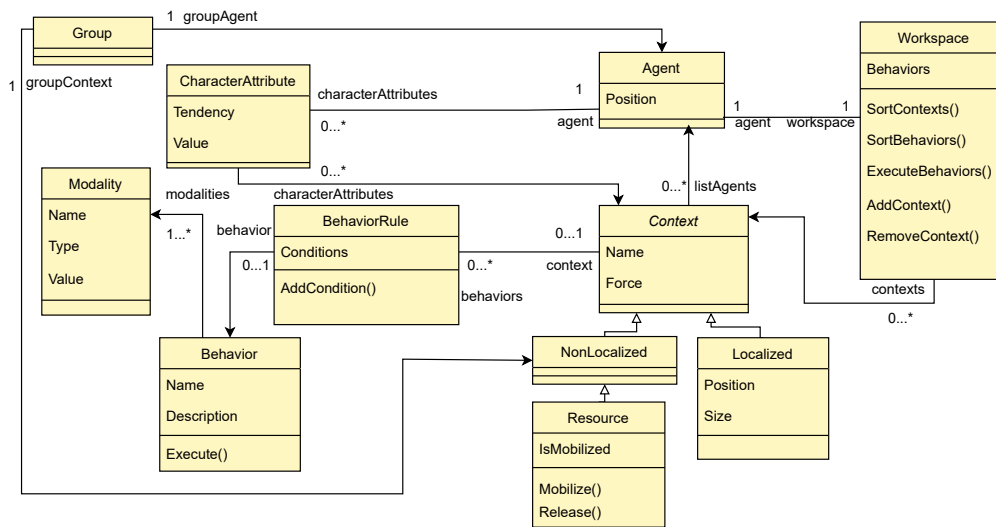 1 groupAgent
Group
1
groupContext
Workspace
Behaviors
SortContexts()
SortBehaviors()
ExecuteBehaviors()
AddContext()
RemoveContext()
Agent
Position
CharacterAttribute
Tendency
Value
characterAttributes
0...*
1
agent
1
agent
1
workspace
0...*
characterAttributes
0...*
listAgents
Modality
Name
Type
Value
modalities
1...*
behavior
0...1
BehaviorRule
Conditions
AddCondition()
0...*
behaviors
0...1
context
Context
Name
Force
contexts
0...*
Behavior
Name
Description
Execute()
NonLocalized
Localized
Position
Size
Resource
IsMobilized
Mobilize()
Release()